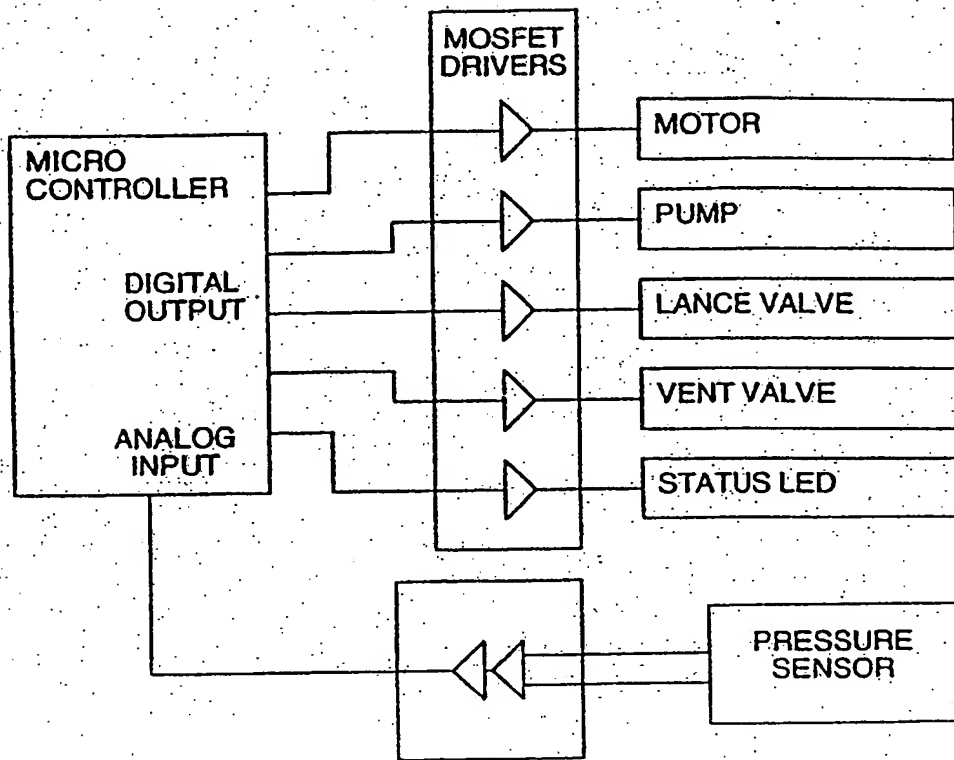 MOSFET
DRIVERS
MICRO
CONTROLLER
DIGITAL
OUTPUT
ANALOG
INPUT
MOTOR
PUMP
LANCE VALVE
VENT VALVE
STATUS LED
PRESSURE
SENSOR